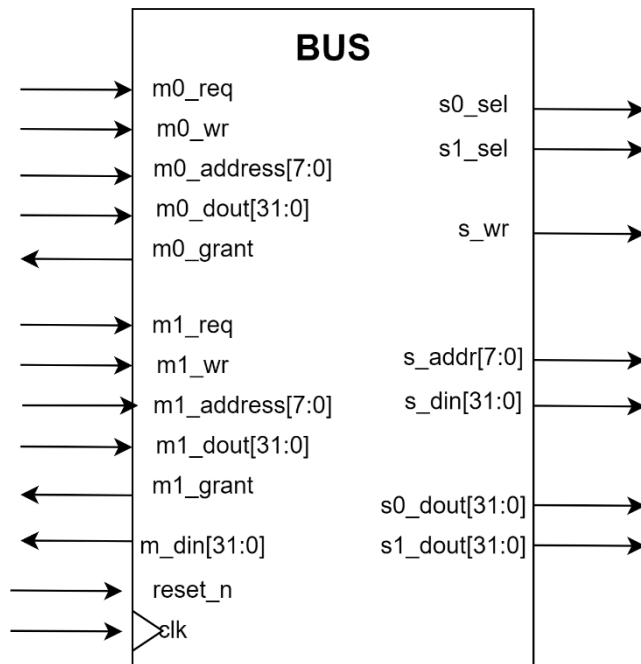 BUS
m0_req
m0_wr
m0_address[7:0]
m0_dout[31:0]
m0_grant
m1_req
m1_wr
m1_address[7:0]
m1_dout[31:0]
m1_grant
m_din[31:0]
reset_n
clk
s0_sel
s1_sel
s_wr
s_addr[7:0]
s_din[31:0]
s0_dout[31:0]
s1_dout[31:0]